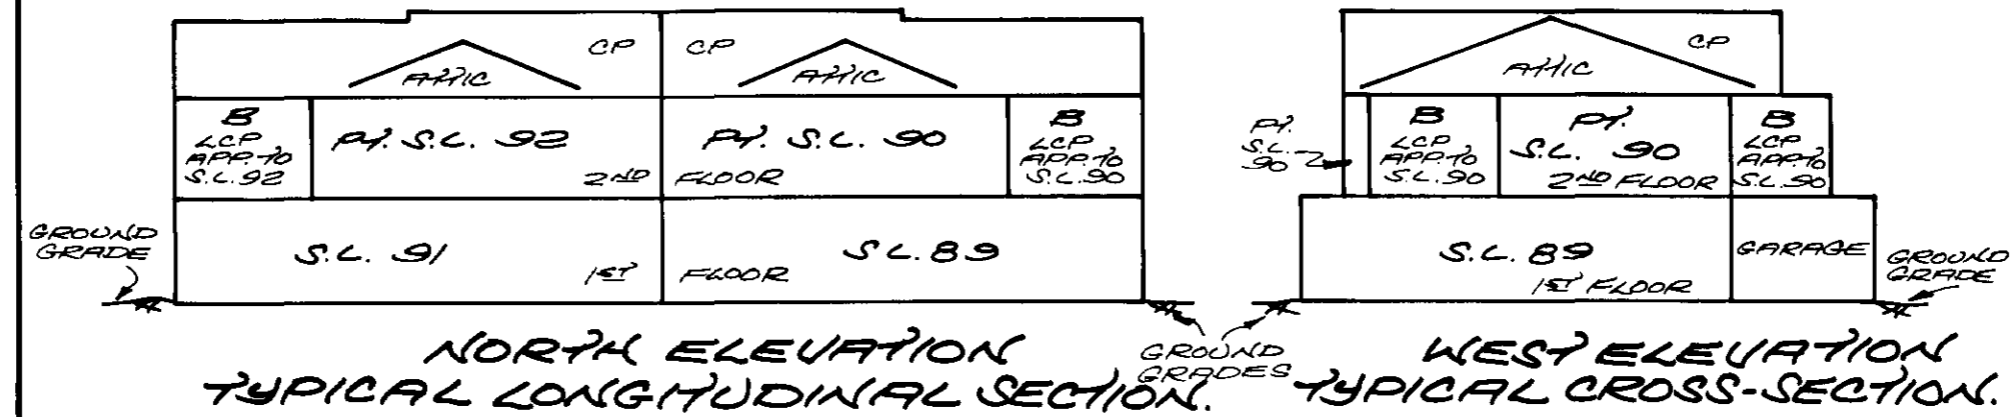 CP
CP
ATTIC
ATTIC
B
LCP
APP. TO
S.L. 92
PT. S.L. 92
PT. S.L. 90
2ND FLOOR
B
LCP
APP. TO
S.L. 90
GROUND
GRADE
S.L. 91
S.L. 89
1ST FLOOR
NORTH ELEVATION
TYPICAL LONGITUDINAL SECTION.
GROUND
GRADES
CP
ATTIC
PT.
S.L.
90
B
LCP
APP. TO
S.L. 90
PT.
S.L. 90
2ND FLOOR
B
LCP
APP. TO
S.L. 90
S.L. 89
1ST FLOOR
GARAGE
GROUND
GRADE
WEST ELEVATION
TYPICAL CROSS-SECTION.